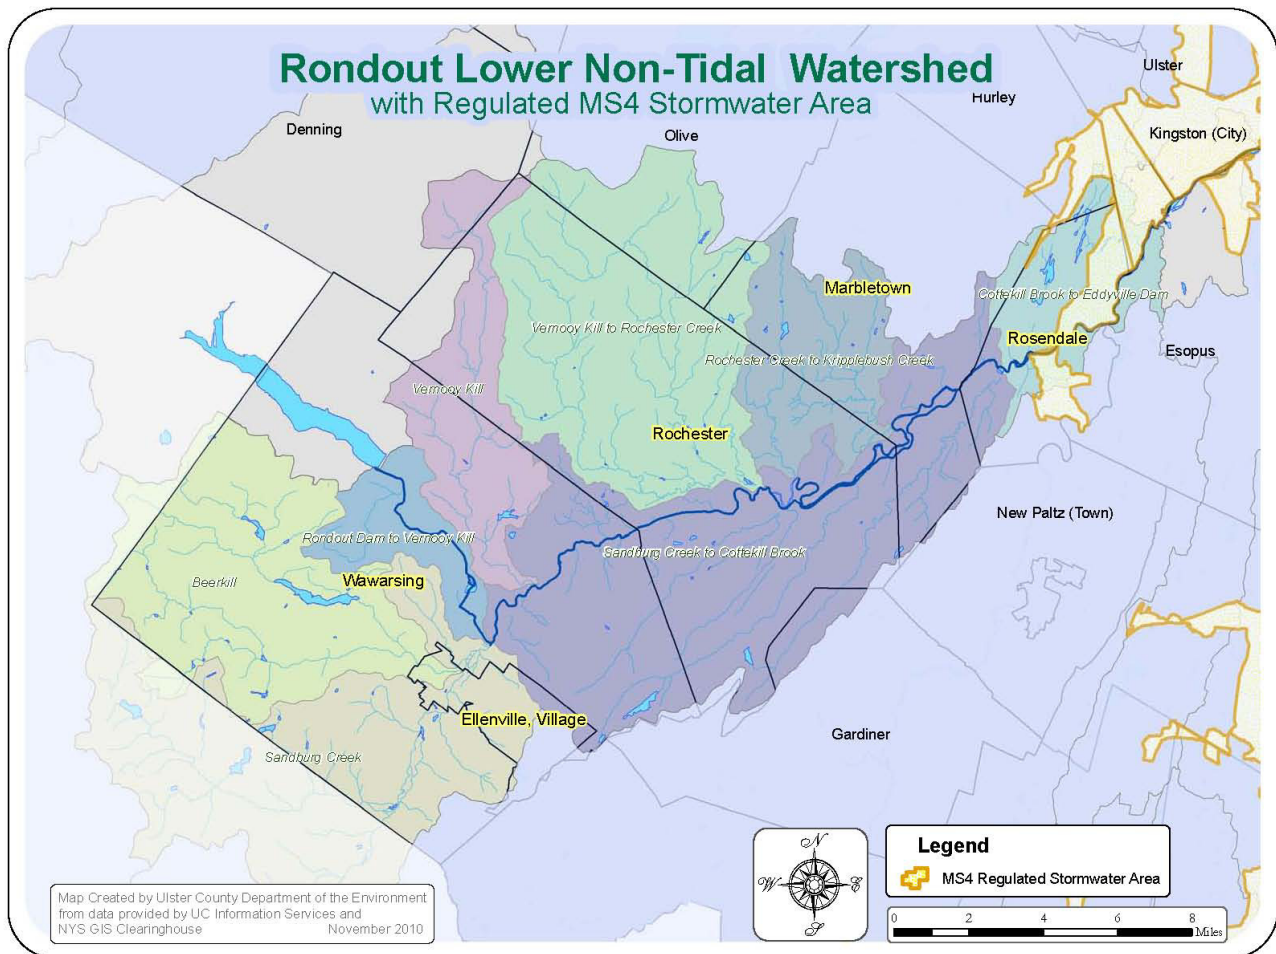 Rondout Lower Non-Tidal Watershed
with Regulated MS4 Stormwater Area
Ulster
Hurley
Denning
Olive
Kingston (City)
Marbletown
Cottekill Brook to Eddyville Dam
Vernooy Kill to Rochester Creek
Rosendale
Esopus
Rochester Creek to Kripplebush Creek
Vernooy Kill
Rochester
New Paltz (Town)
Rondout Dam to Vernooy Kill
Sandburg Creek to Cottekill Brook
Beerkill
Wawarsing
Ellenville, Village
Gardiner
Sandburg Creek
N
W
E
S
Legend
MS4 Regulated Stormwater Area
0 2 4 6 8
Miles
Map Created by Ulster County Department of the Environment
from data provided by UC Information Services and
NYS GIS Clearinghouse November 2010